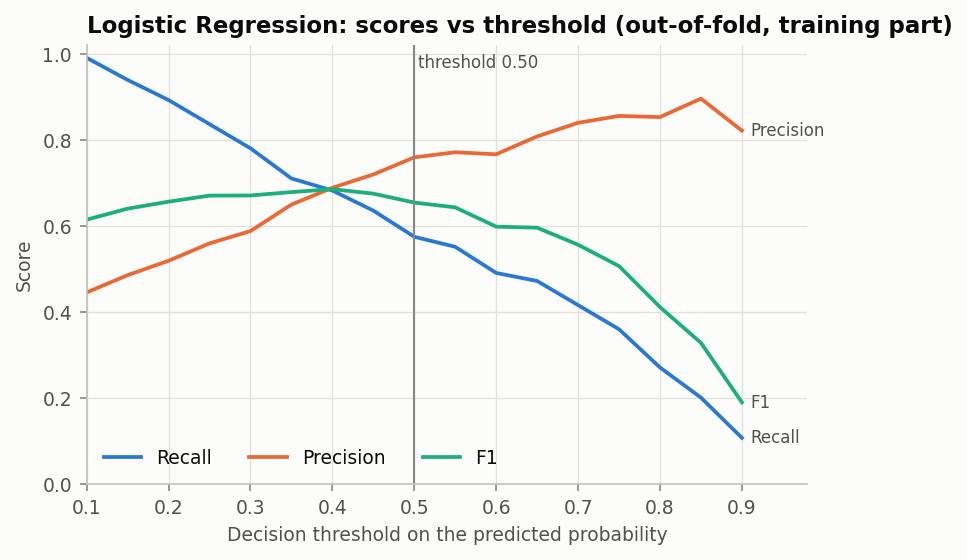 Logistic Regression: scores vs threshold (out-of-fold, training part)
1.0
threshold 0.50
Precision
0.8
0.6
Score
0.4
0.2
F1
Recall
Recall Precision F1
0.0
0.1 0.2 0.3 0.4 0.5 0.6 0.7 0.8 0.9
Decision threshold on the predicted probability